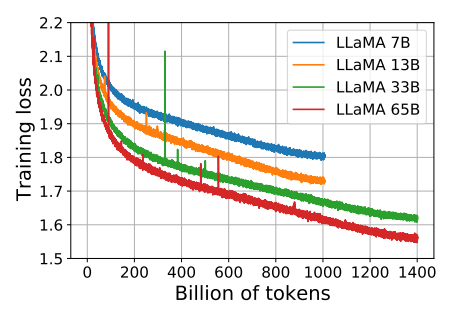 2.2
2.1
2.0
1.9
1.8
1.7
1.6
1.5
Training loss
LLaMA 7B
LLaMA 13B
LLaMA 33B
LLaMA 65B
0 200 400 600 800 1000 1200 1400
Billion of tokens